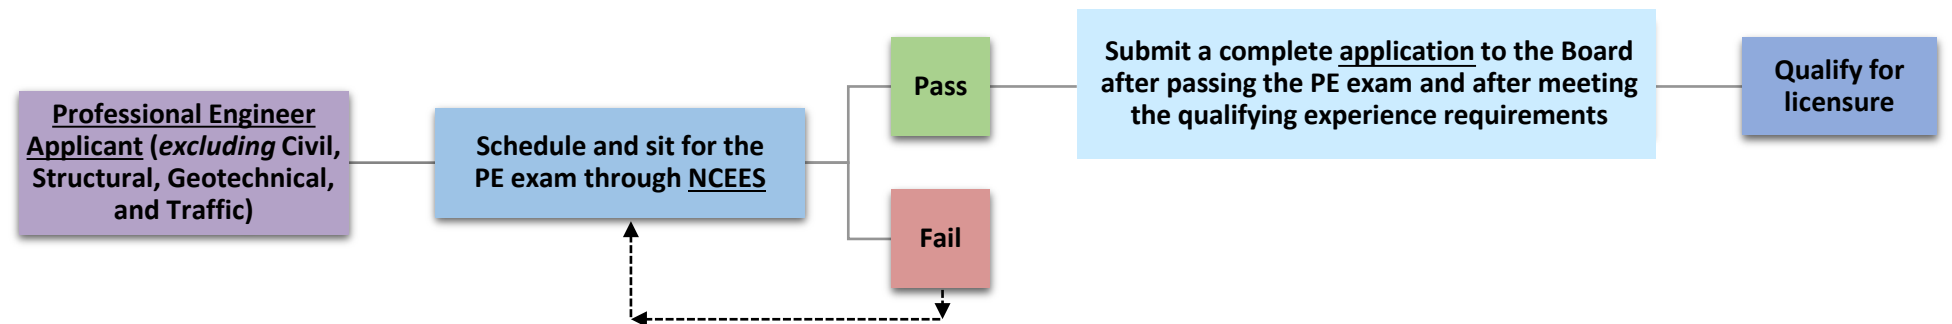 Professional Engineer
Applicant (excluding Civil,
Structural, Geotechnical,
and Traffic)
Schedule and sit for the
PE exam through NCEES
Pass
Fail
Submit a complete application to the Board
after passing the PE exam and after meeting
the qualifying experience requirements
Qualify for
licensure